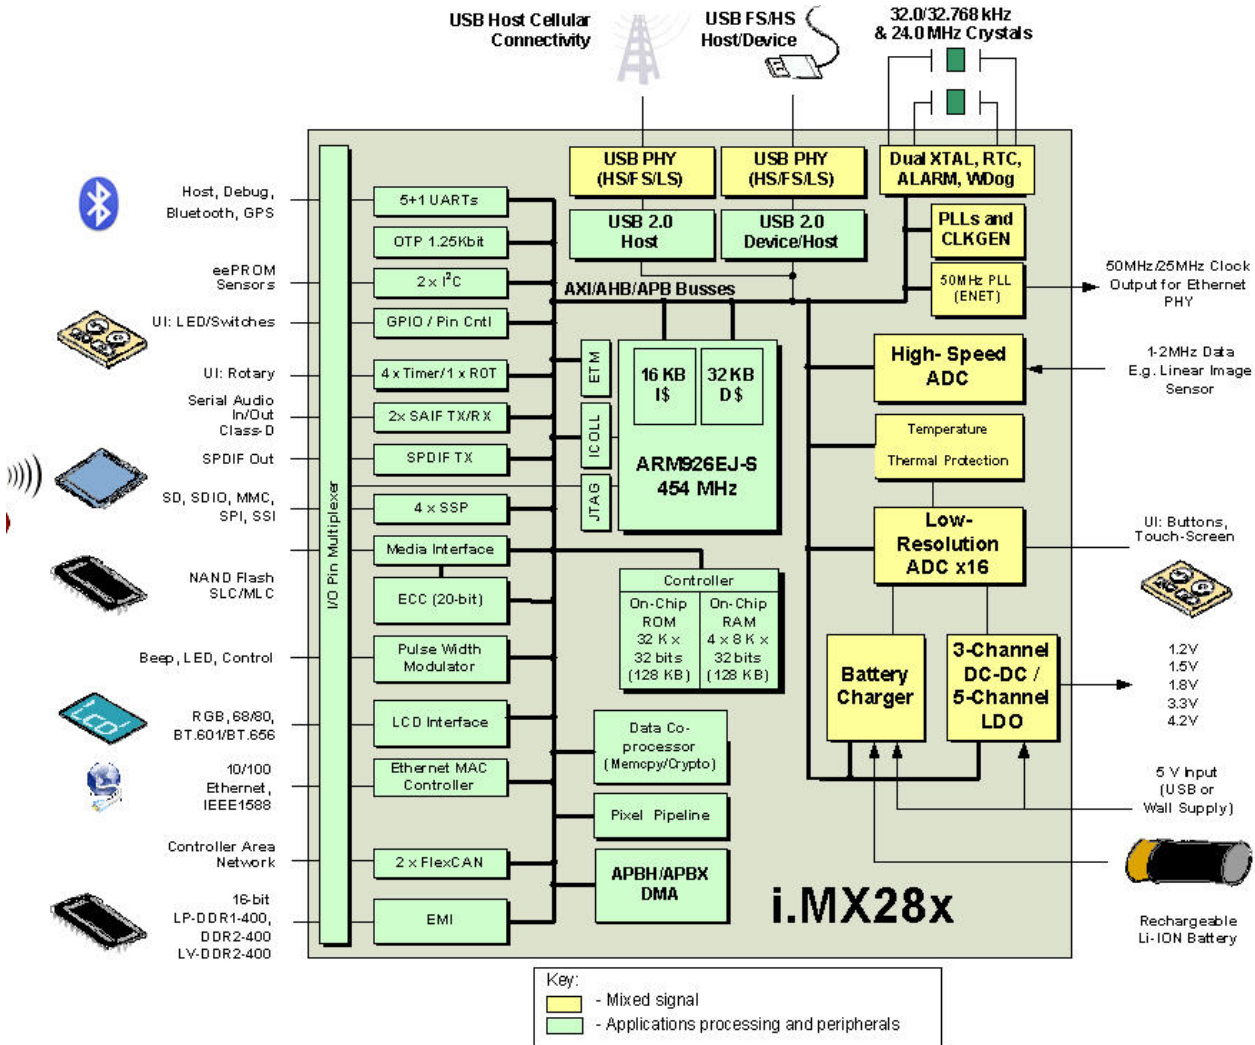 USB Host Cellular
Connectivity
USB FS/HS
Host/Device
32.0/32.768 kHz
& 24.0 MHz Crystals
USB PHY
(HS/FS/LS)
USB PHY
(HS/FS/LS)
Dual XTAL, RTC,
ALARM, WDog
USB 2.0
Host
USB 2.0
Device/Host
PLLs and
CLKGEN
50MHz PLL
(ENET)
50MHz/25MHz Clock
Output for Ethernet
PHY
AXI/AHB/APB Busses
Host, Debug,
Bluetooth, GPS
eePROM
Sensors
UI: LED/Switches
UI: Rotary
Serial Audio
In/Out
Class-D
SPDIF Out
SD, SDIO, MMC,
SPI, SSI
NAND Flash
SLC/MLC
Beep, LED, Control
LCD
RGB, 68/80,
BT.601/BT.656
10/100
Ethernet,
IEEE1588
Controller Area
Network
16-bit
LP-DDR1-400,
DDR2-400
LV-DDR2-400
I/O Pin Multiplexer
5+1 UARTs
OTP 1.25Kbit
2 x I²C
GPIO / Pin Cntl
4 x Timer/1 x ROT
2x SAIF TX/RX
SPDIF TX
4 x SSP
Media Interface
ECC (20-bit)
Pulse Width
Modulator
LCD Interface
Ethernet MAC
Controller
2 x FlexCAN
EMI
ETM
ICOLL
JTAG
16 KB
I$
32 KB
D $
ARM926EJ-S
454 MHz
Controller
On-Chip
ROM
32 K x
32 bits
(128 KB)
On-Chip
RAM
4 x 8 K x
32 bits
(128 KB)
Data Co-
processor
(Memcpy/Crypto)
Pixel Pipeline
APBH/APBX
DMA
High- Speed
ADC
1-2MHz Data
E.g. Linear Image
Sensor
Temperature
Thermal Protection
Low-
Resolution
ADC x16
UI: Buttons,
Touch-Screen
Battery
Charger
3-Channel
DC-DC /
5-Channel
LDO
1.2V
1.5V
1.8V
3.3V
4.2V
5 V Input
(USB or
Wall Supply)
Rechargeable
Li-ION Battery
i.MX28x
Key:
- Mixed signal
- Applications processing and peripherals